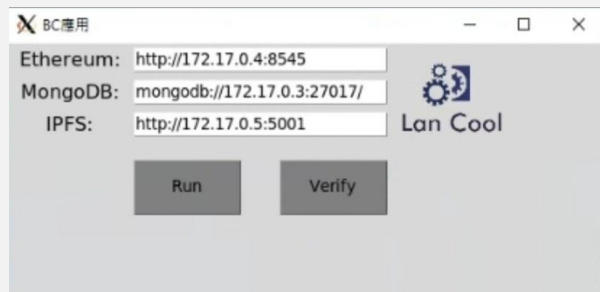 BC應用
Ethereum: http://172.17.0.4:8545
MongoDB: mongodb://172.17.0.3:27017/
IPFS: http://172.17.0.5:5001
Lan Cool
Run Verify